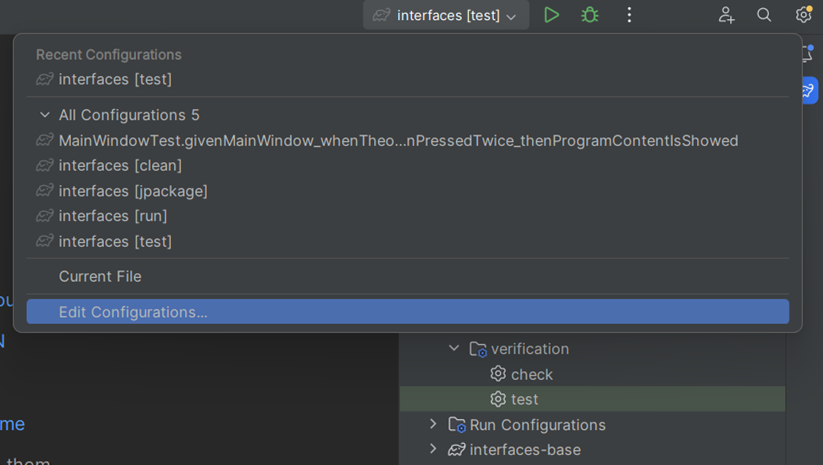 interfaces [test]
Recent Configurations
interfaces [test]
All Configurations 5
MainWindowTest.givenMainWindow_whenTheo...nPressedTwice_thenProgramContentIsShowed
interfaces [clean]
interfaces [jpackage]
interfaces [run]
interfaces [test]
Current File
Edit Configurations...
verification
check
test
Run Configurations
interfaces-base
them